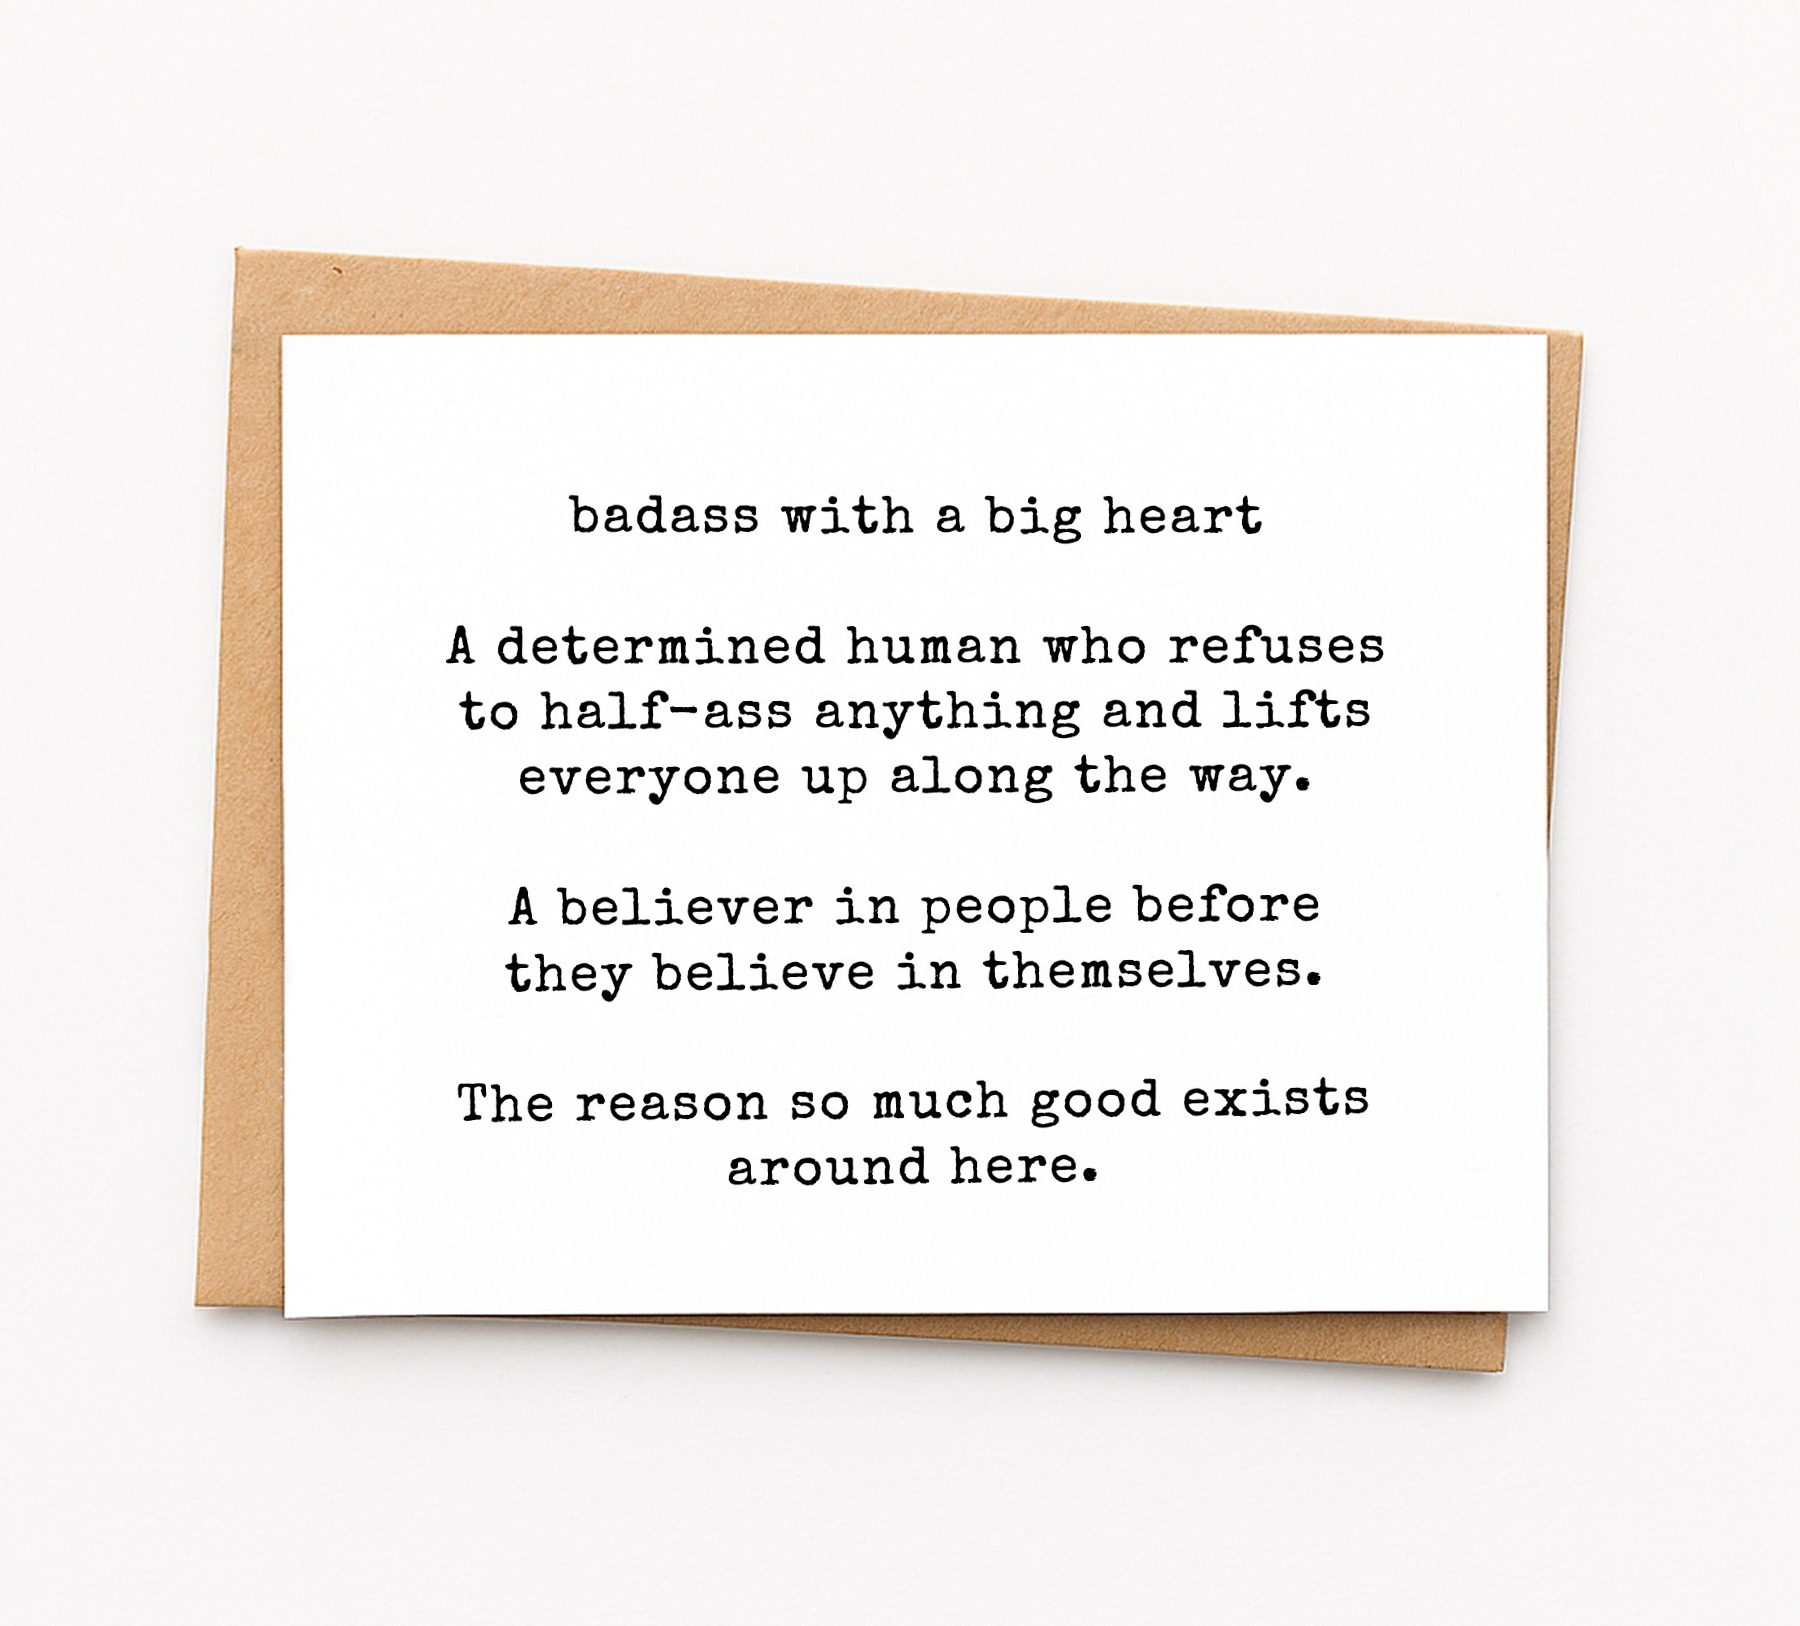 badass with a big heart
A determined human who refuses
to half-ass anything and lifts
everyone up along the way.
A believer in people before
they believe in themselves.
The reason so much good exists
around here.